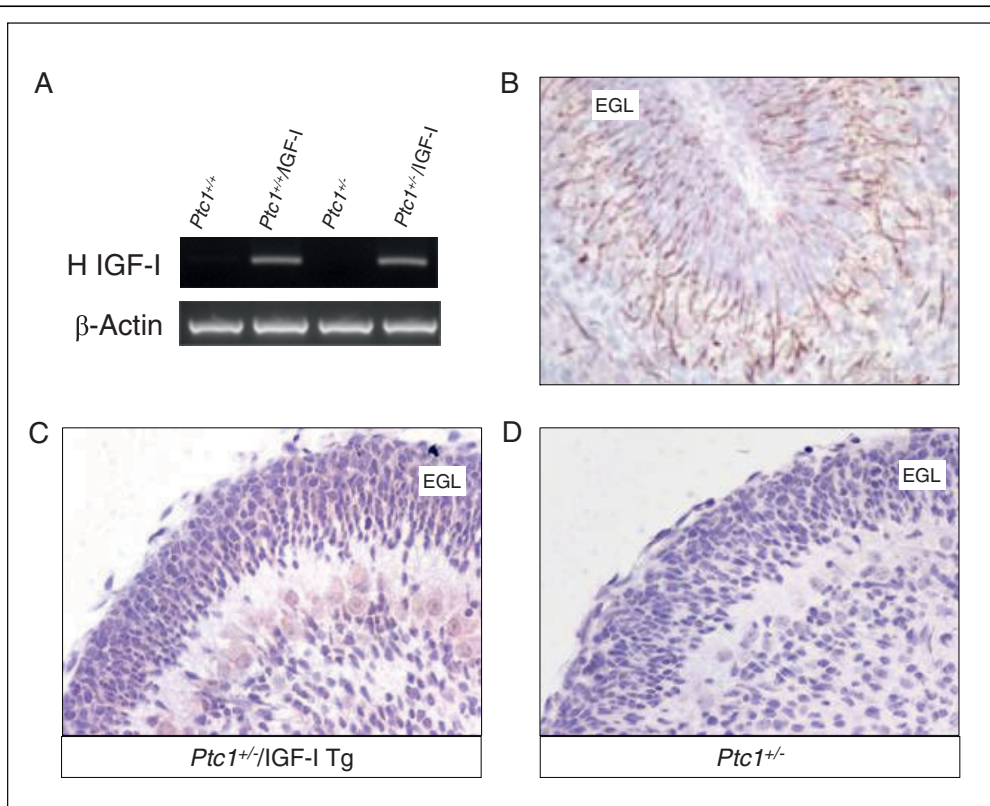 A
Ptc1+/+
Ptc1+/+/IGF-I
Ptc1+/-
Ptc1+/-/IGF-I
H IGF-I
β-Actin
B
EGL
C
EGL
Ptc1+/-/IGF-I Tg
D
EGL
Ptc1+/-